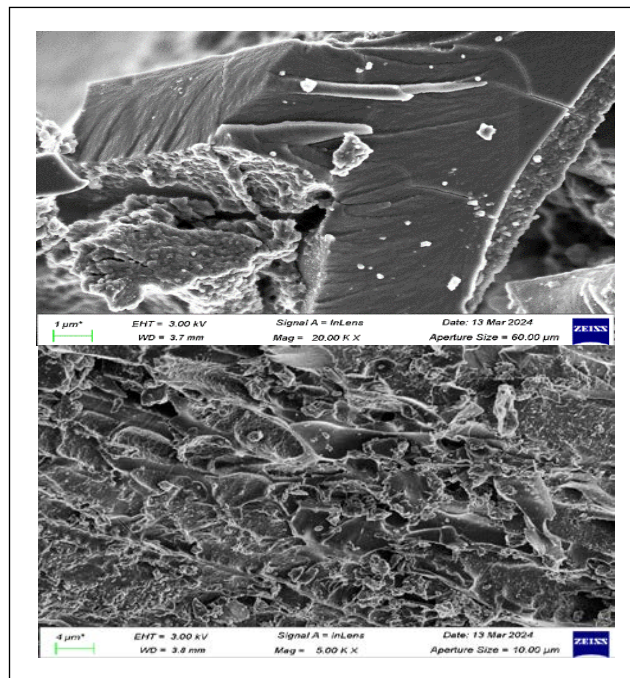 1 µm* EHT = 3.00 kV Signal A = InLens Date: 13 Mar 2024 ZEISS
WD = 3.7 mm Mag = 20.00 K X Aperture Size = 60.00 µm
4 µm* EHT = 3.00 kV Signal A = InLens Date: 13 Mar 2024 ZEISS
WD = 3.8 mm Mag = 5.00 K X Aperture Size = 10.00 µm